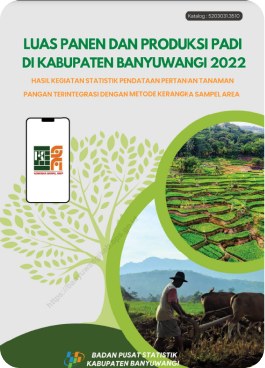 Katalog : 5203031.3510
LUAS PANEN DAN PRODUKSI PADI
DI KABUPATEN BANYUWANGI 2022
HASIL KEGIATAN STATISTIK PENDATAAN PERTANIAN TANAMAN
PANGAN TERINTEGRASI DENGAN METODE KERANGKA SAMPEL AREA
BADAN PUSAT STATISTIK
KABUPATEN BANYUWANGI